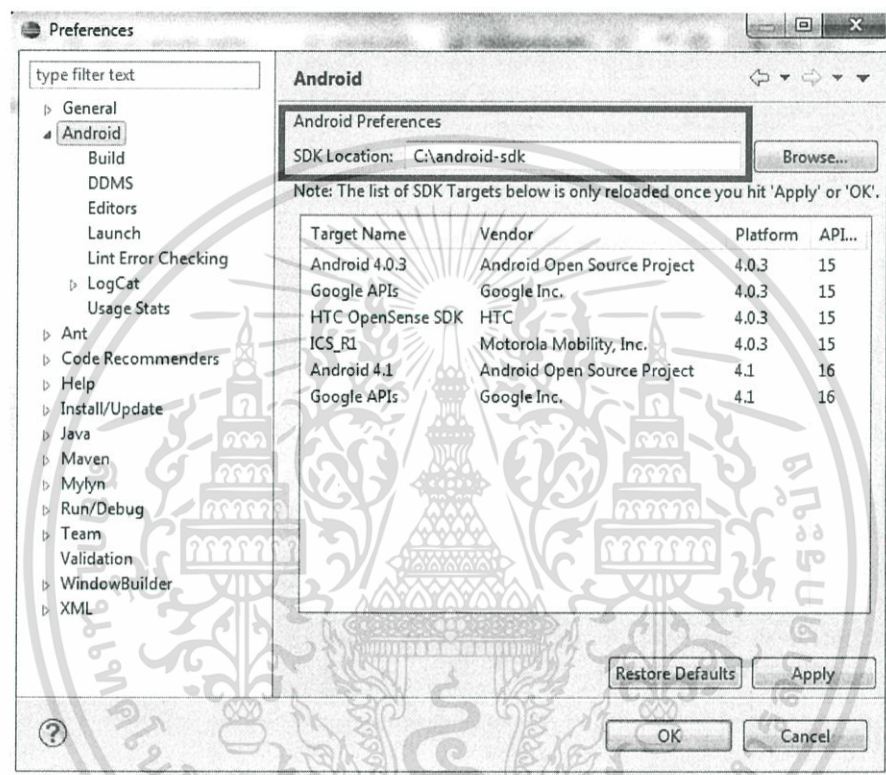 Preferences
type filter text
General
Android
Build
DDMS
Editors
Launch
Lint Error Checking
LogCat
Usage Stats
Ant
Code Recommenders
Help
Install/Update
Java
Maven
Mylyn
Run/Debug
Team
Validation
WindowBuilder
XML
Android
Android Preferences
SDK Location: C:\android-sdk Browse...
Note: The list of SDK Targets below is only reloaded once you hit 'Apply' or 'OK'.
Target Name Vendor Platform API...
Android 4.0.3 Android Open Source Project 4.0.3 15
Google APIs Google Inc. 4.0.3 15
HTC OpenSense SDK HTC 4.0.3 15
ICS_R1 Motorola Mobility, Inc. 4.0.3 15
Android 4.1 Android Open Source Project 4.1 16
Google APIs Google Inc. 4.1 16
Restore Defaults Apply
? OK Cancel